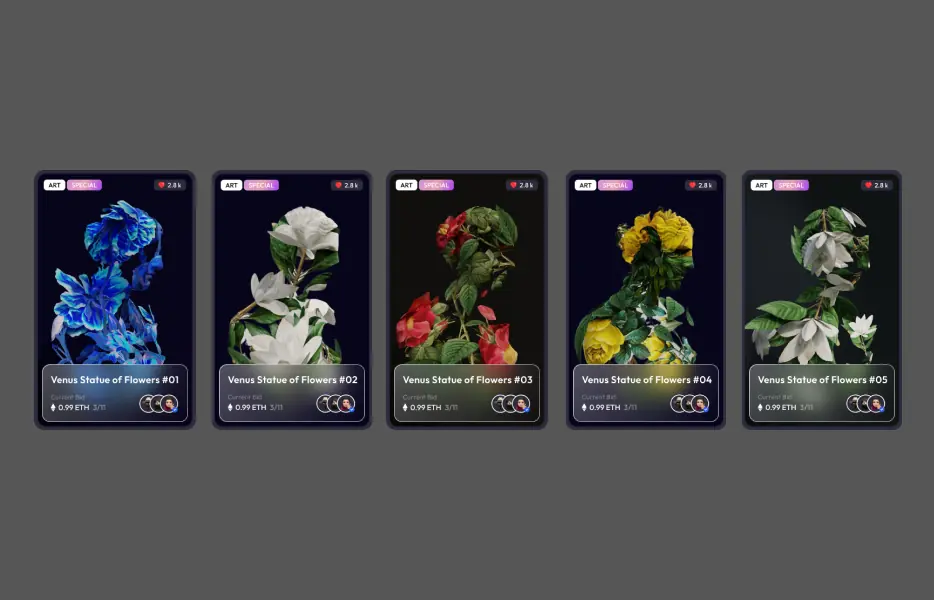 ART SPECIAL 2.8 k
Venus Statue of Flowers #01
Current Bid
0.99 ETH 3/11
ART SPECIAL 2.8 k
Venus Statue of Flowers #02
Current Bid
0.99 ETH 3/11
ART SPECIAL 2.8 k
Venus Statue of Flowers #03
Current Bid
0.99 ETH 3/11
ART SPECIAL 2.8 k
Venus Statue of Flowers #04
Current Bid
0.99 ETH 3/11
ART SPECIAL 2.8 k
Venus Statue of Flowers #05
Current Bid
0.99 ETH 3/11